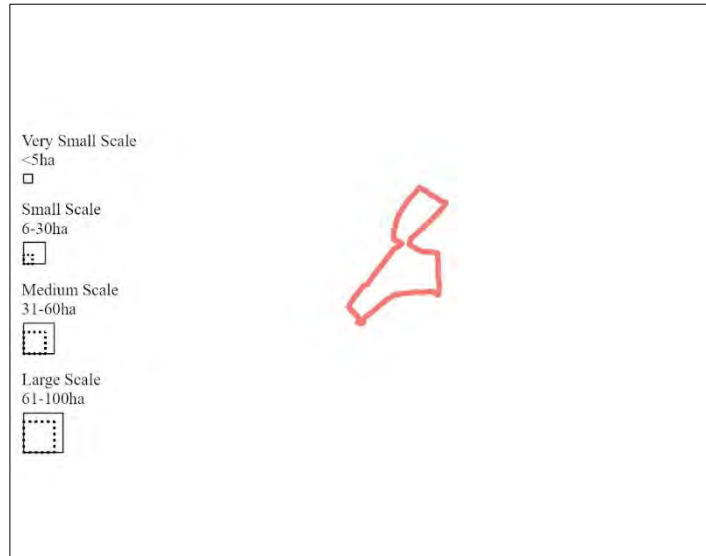 Very Small Scale
<5ha
Small Scale
6-30ha
Medium Scale
31-60ha
Large Scale
61-100ha